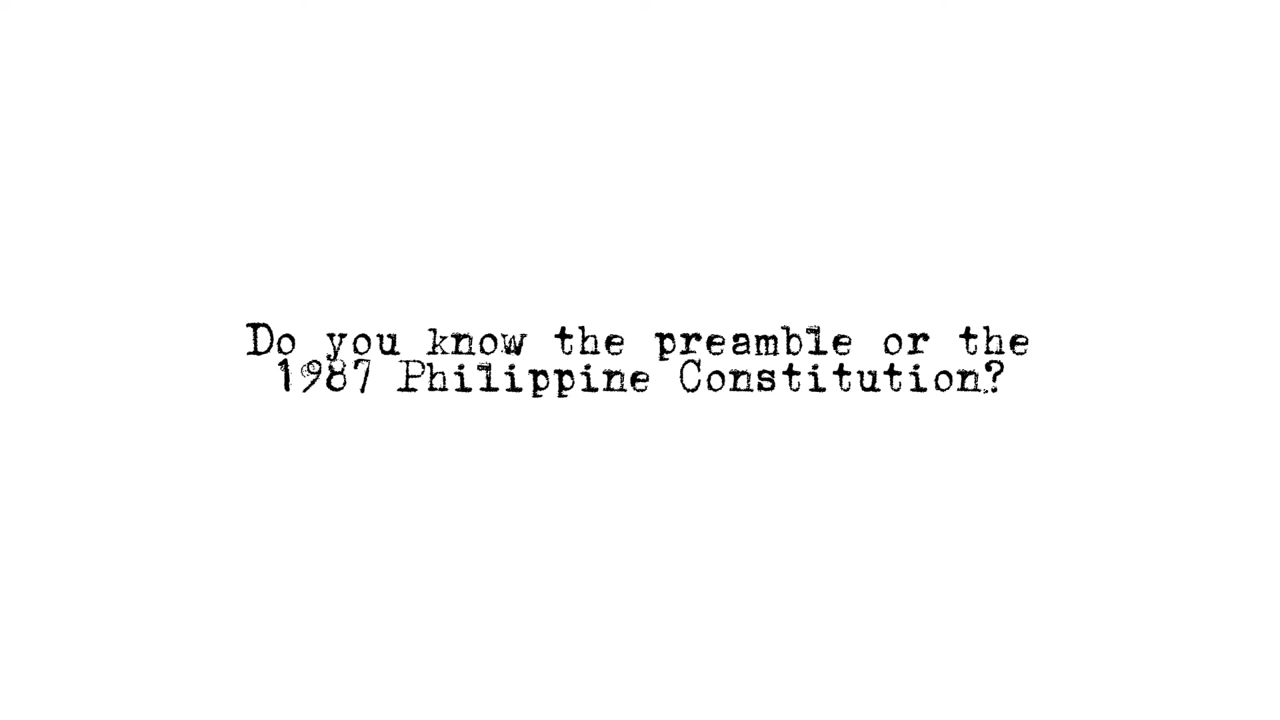 Do you know the preamble or the
1987 Philippine Constitution?